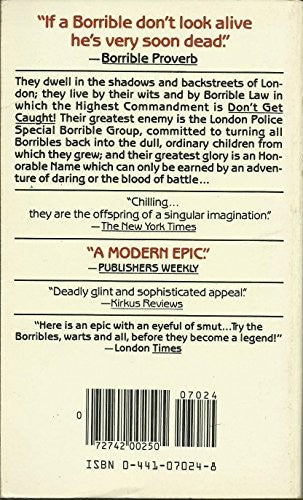 "If a Borrible don't look alive
he's very soon dead."
—Borrible Proverb
They dwell in the shadows and backstreets of Lon-
don; they live by their wits and by Borrible Law in
which the Highest Commandment is Don't Get
Caught! Their greatest enemy is the London Police
Special Borrible Group, committed to turning all
Borribles back into the dull, ordinary children from
which they grew; and their greatest glory is an Hon-
orable Name which can only be earned by an adven-
ture of daring or the blood of battle...
"Chilling...
they are the offspring of a singular imagination."
—The New York Times
"A MODERN EPIC."
—PUBLISHERS WEEKLY
"Deadly glint and sophisticated appeal."
—Kirkus Reviews
"Here is an epic with an eyeful of smut...Try the
Borribles, warts and all, before they become a legend!"
—London Times
07024
0
72742 00250
ISBN 0-441-07024-8